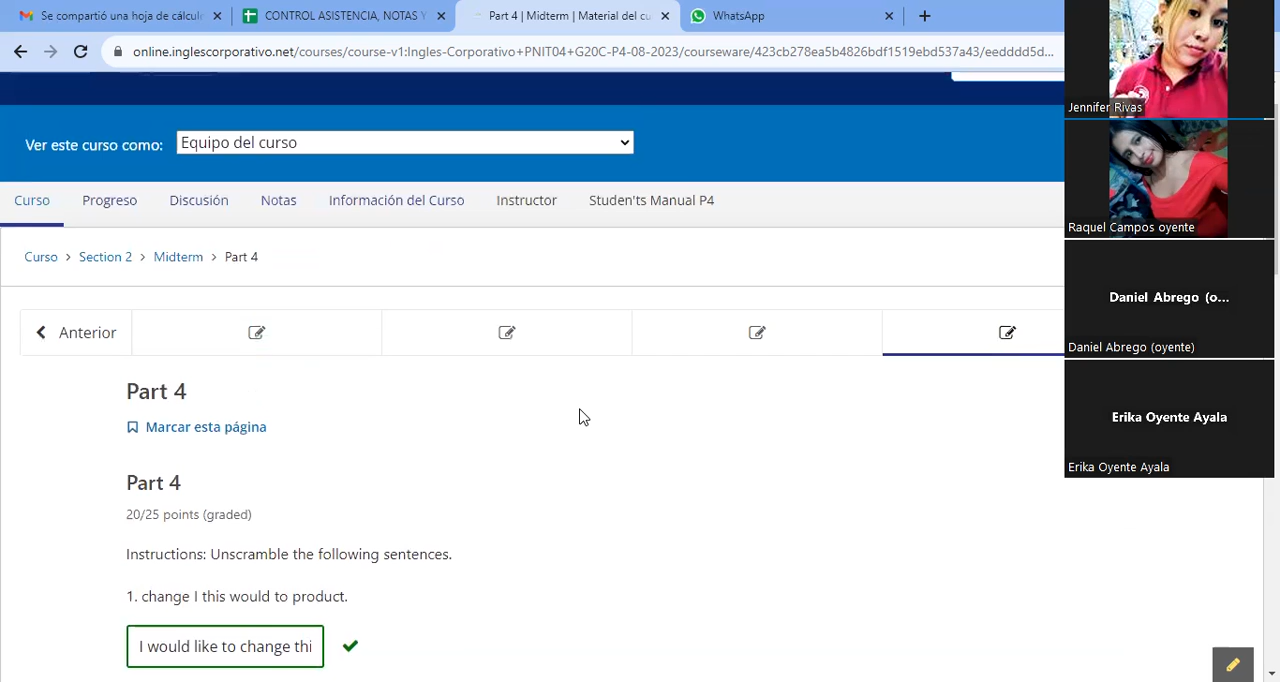 Se compartió una hoja de cálcul
CONTROL ASISTENCIA, NOTAS Y
Part 4 | Midterm | Material del cu
WhatsApp
online.inglescorporativo.net/courses/course-v1:Ingles-Corporativo+PNIT04+G20C-P4-08-2023/courseware/423cb278ea5b4826bdf1519ebd537a43/eedddd5d...
Ver este curso como:
Equipo del curso
Curso
Progreso
Discusión
Notas
Información del Curso
Instructor
Studen'ts Manual P4
Curso > Section 2 > Midterm > Part 4
Anterior
Part 4
Marcar esta página
Part 4
20/25 points (graded)
Instructions: Unscramble the following sentences.
1. change I this would to product.
I would like to change thi
Jennifer Rivas
Raquel Campos oyente
Daniel Abrego (o...
Daniel Abrego (oyente)
Erika Oyente Ayala
Erika Oyente Ayala